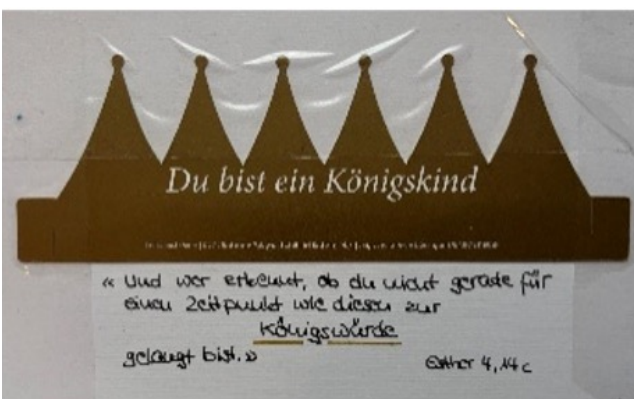 Du bist ein Königskind
« Und wer erkennt, ob du nicht gerade für
einen Zeitpunkt wie diesen zur
Königswürde
gelangt bist. »
Esther 4,14c